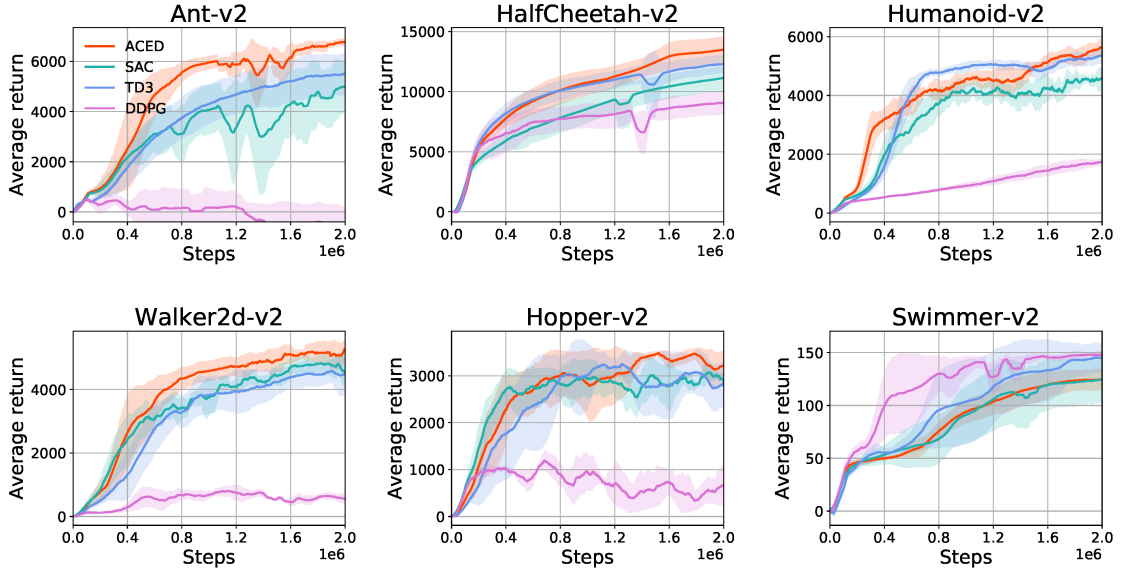 Ant-v2
Average return
6000
4000
2000
0
ACED
SAC
TD3
DDPG
0.0 0.4 0.8 1.2 1.6 2.0
1e6
Steps
HalfCheetah-v2
Average return
15000
10000
5000
0
0.0 0.4 0.8 1.2 1.6 2.0
1e6
Steps
Humanoid-v2
Average return
6000
4000
2000
0
0.0 0.4 0.8 1.2 1.6 2.0
1e6
Steps
Walker2d-v2
Average return
4000
2000
0
0.0 0.4 0.8 1.2 1.6 2.0
1e6
Steps
Hopper-v2
Average return
3000
2000
1000
0
0.0 0.4 0.8 1.2 1.6 2.0
1e6
Steps
Swimmer-v2
Average return
150
100
50
0
0.0 0.4 0.8 1.2 1.6 2.0
1e6
Steps